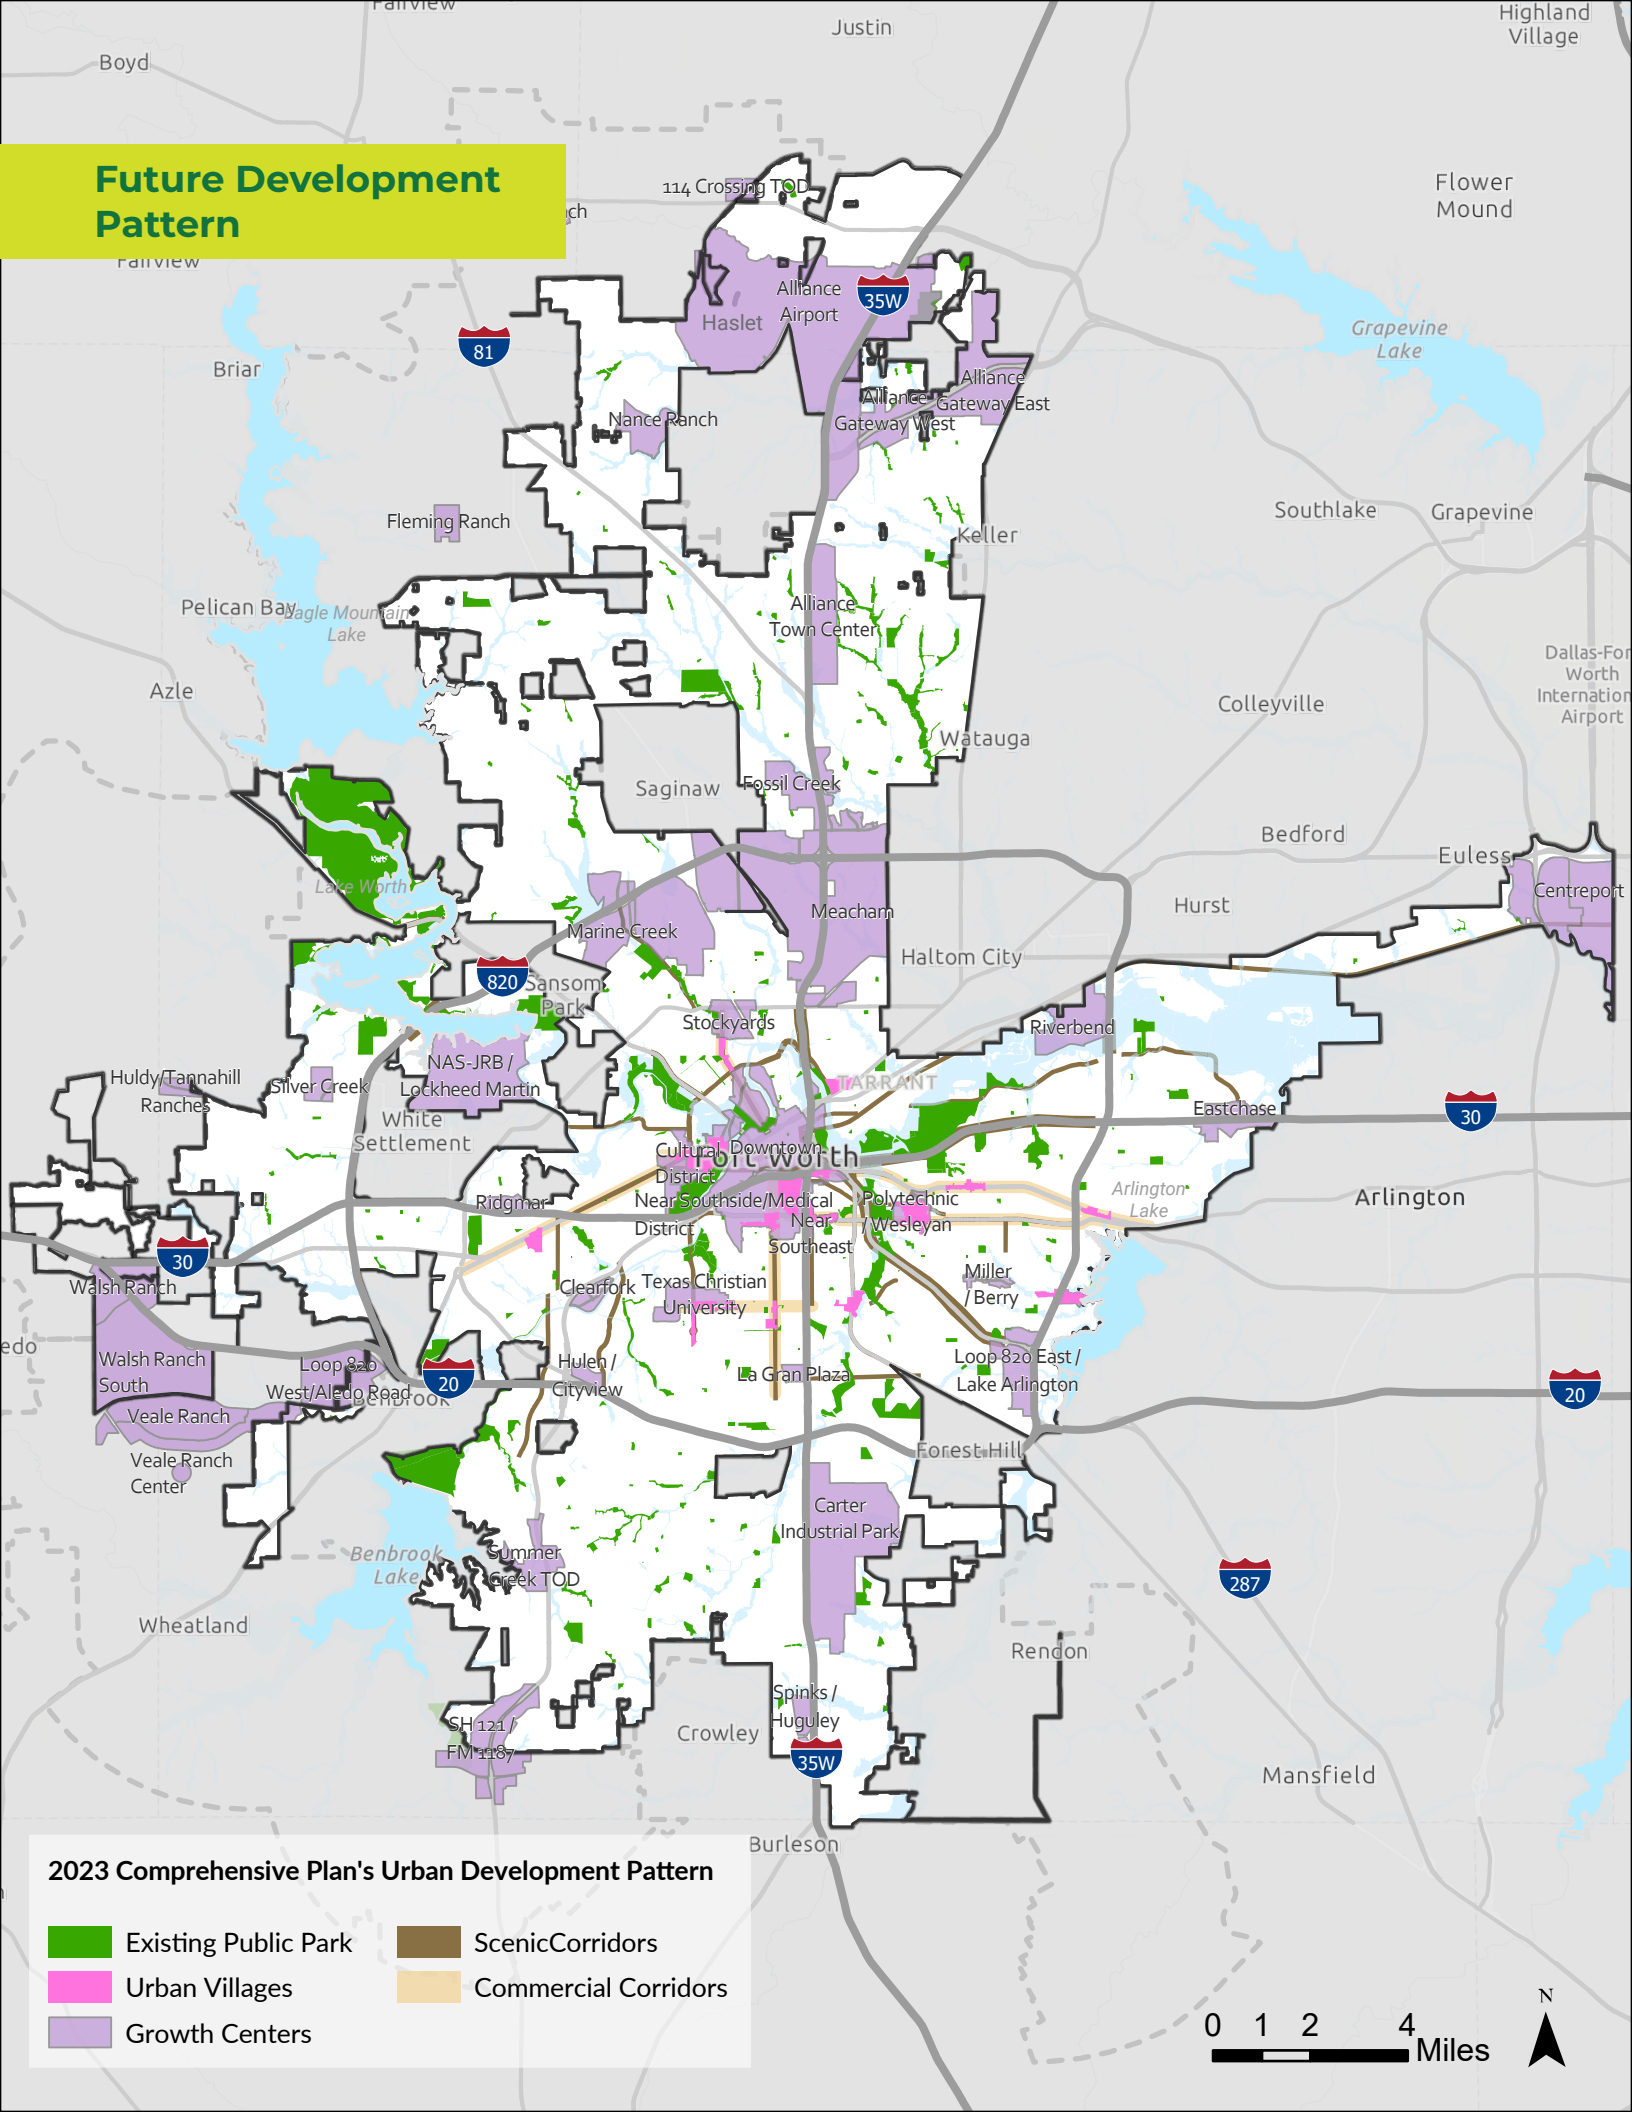 Fairview
Justin
Highland
Village
Boyd
Future Development
Pattern
114 Crossing TOD
Flower
Mound
Fairview
Alliance
Airport
35W
Haslet
Grapevine
Lake
81
Briar
Alliance
Gateway East
Alliance
Gateway West
Nance Ranch
Fleming Ranch
Southlake
Grapevine
Keller
Pelican Bay
Eagle Mountain
Lake
Alliance
Town Center
Azle
Colleyville
Dallas-For
Worth
Internation
Airport
Watauga
Saginaw
Fossil Creek
Bedford
Euless
Centreport
Lake Worth
Hurst
Meacham
Marine Creek
Haltom City
820
Sansom
Park
Stockyards
Riverbend
NAS-JRB /
Lockheed Martin
Huldy/Tannahill
Ranches
Silver Creek
TARRANT
White
Settlement
Eastchase
30
Cultural
District
Downtown
Fort Worth
Ridgmar
Near Southside/Medical
District
Near
Southeast
Polytechnic
/ Wesleyan
Arlington
Lake
Arlington
30
Walsh Ranch
Clearfork
Texas Christian
University
Miller
/ Berry
edo
Walsh Ranch
South
Loop 820
West/Aledo Road
Benbrook
20
Hulen /
Cityview
La Gran Plaza
Loop 820 East /
Lake Arlington
20
Veale Ranch
Veale Ranch
Center
Forest Hill
Carter
Industrial Park
Benbrook
Lake
Summer
Creek TOD
287
Wheatland
Rendon
Spinks /
Huguley
SH 121 /
FM 1187
Crowley
35W
Mansfield
Burleson
2023 Comprehensive Plan's Urban Development Pattern
Existing Public Park
ScenicCorridors
Urban Villages
Commercial Corridors
Growth Centers
N
0 1 2 4
Miles